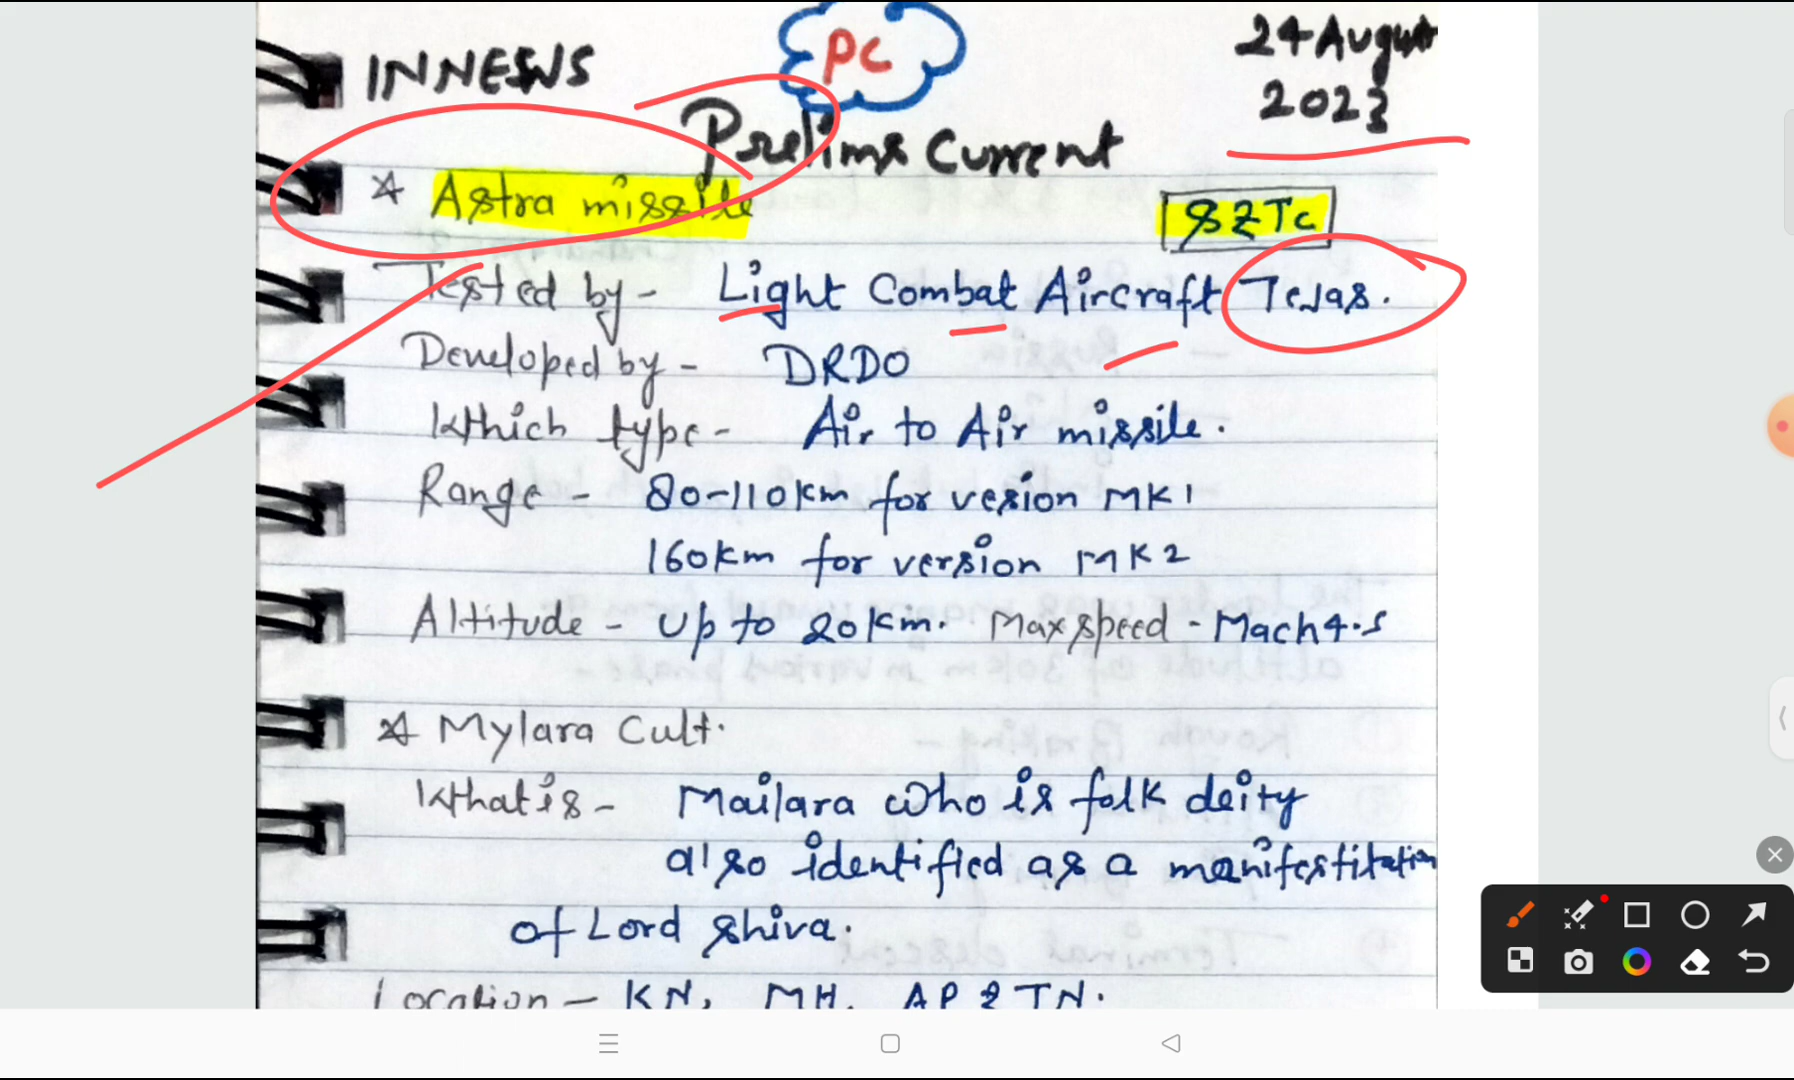 INNEWS
PC
24 August
2023
Prelims Current
Astra missile
S&Tc
Tested by - Light Combat Aircraft Tejas.
Developed by - DRDO
Which type - Air to Air missile.
Range - 80-110km for vesion MK1
160km for version MK2
Altitude - up to 20km. Max speed - Mach 4.5
Mylara Cult.
What is - Mailara who is folk deity
also identified as a manifestitation
of Lord Shiva.
Location - KN, MH, AP & TN.